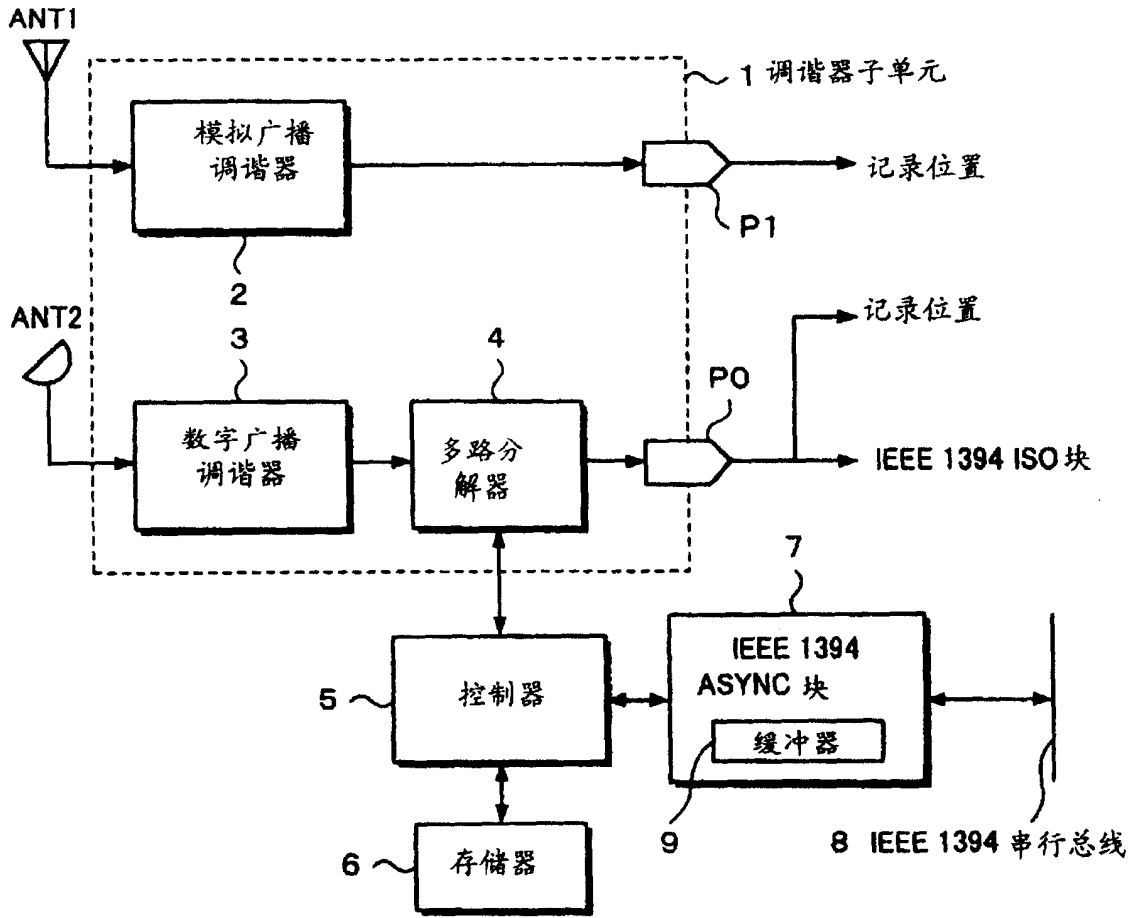 ANT1
1 调谐器子单元
模拟广播
调谐器
记录位置
P1
2
ANT2
记录位置
3
4
P0
数字广播
调谐器
多路分
解器
IEEE 1394 ISO 块
7
IEEE 1394
ASYNC 块
5
控制器
缓冲器
9
8 IEEE 1394 串行总线
6
存储器